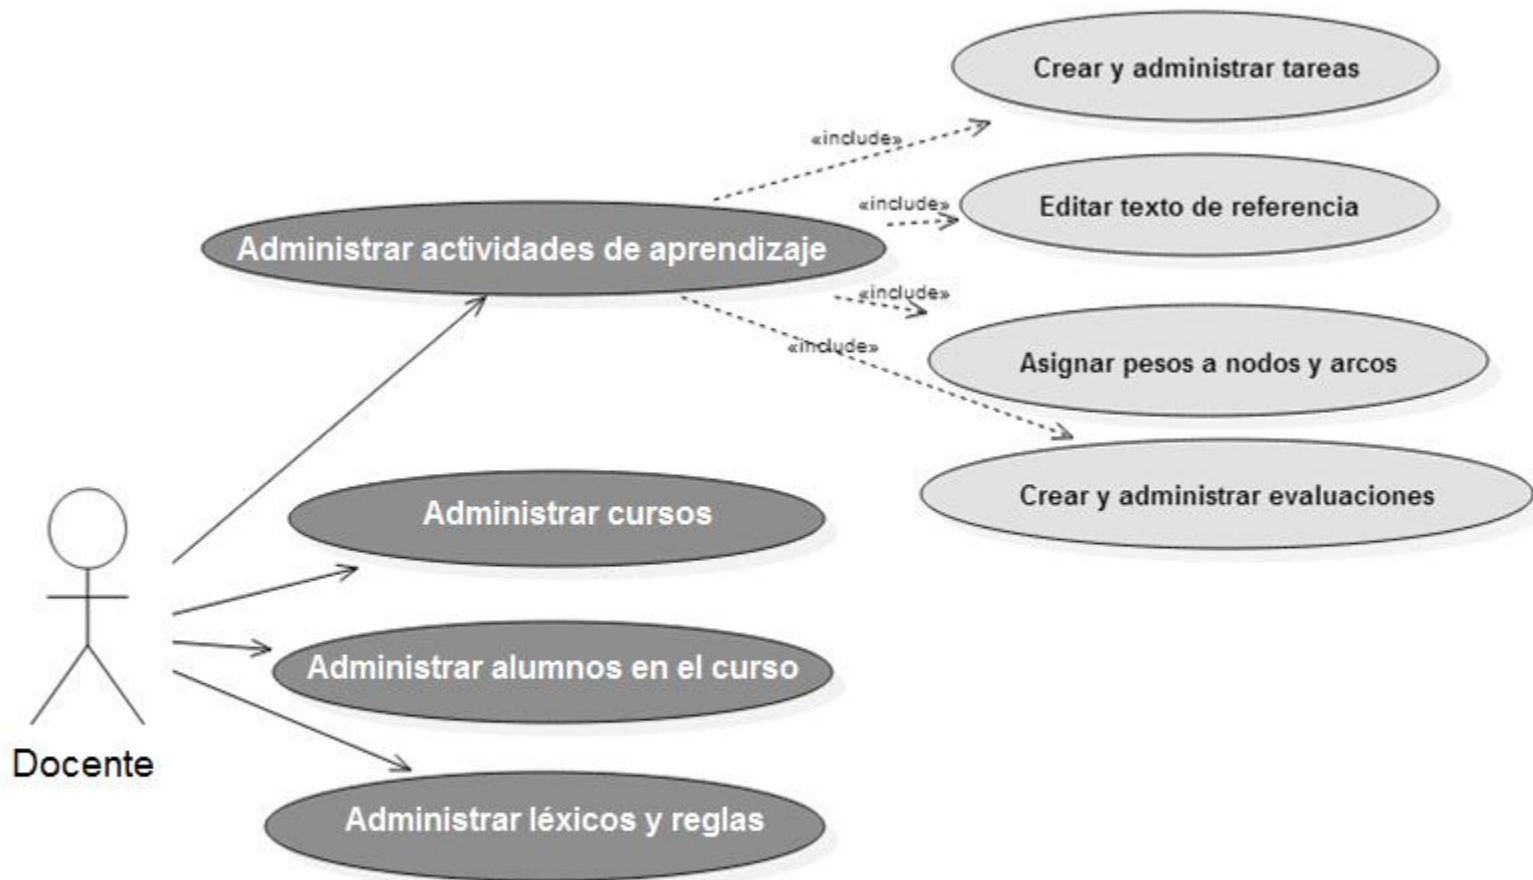 Crear y administrar tareas
«include»
«include»
Editar texto de referencia
Administrar actividades de aprendizaje
«include»
«include»
Asignar pesos a nodos y arcos
Crear y administrar evaluaciones
Administrar cursos
Administrar alumnos en el curso
Docente
Administrar léxicos y reglas